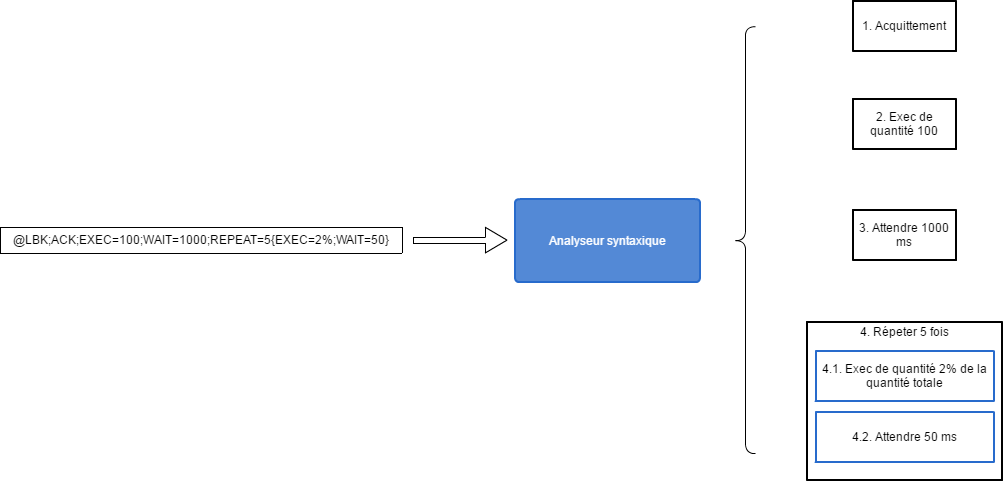 1. Acquittement
2. Exec de
quantité 100
@LBK;ACK;EXEC=100;WAIT=1000;REPEAT=5{EXEC=2%;WAIT=50}
Analyseur syntaxique
3. Attendre 1000
ms
4. Répeter 5 fois
4.1. Exec de quantité 2% de la
quantité totale
4.2. Attendre 50 ms